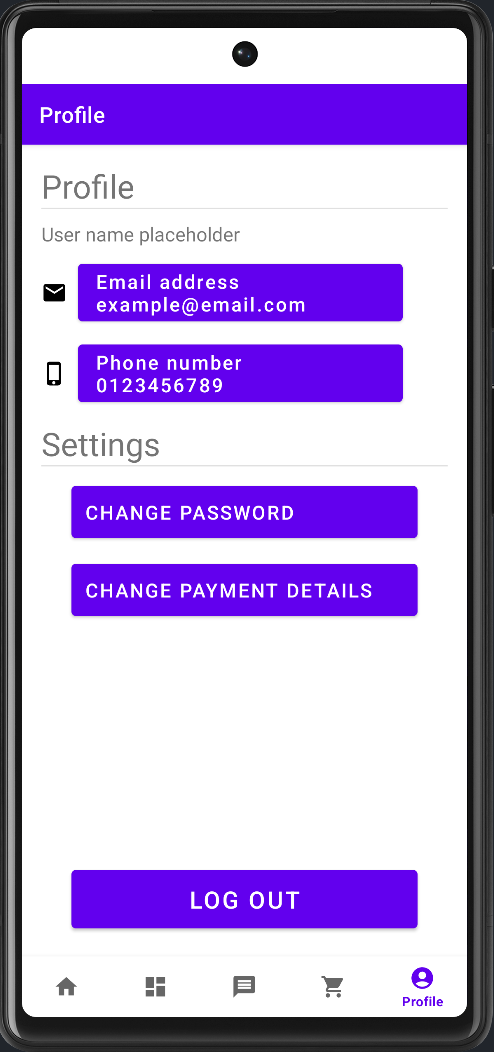 Profile
Profile
User name placeholder
Email address
example@email.com
Phone number
0123456789
Settings
CHANGE PASSWORD
CHANGE PAYMENT DETAILS
LOG OUT
Profile